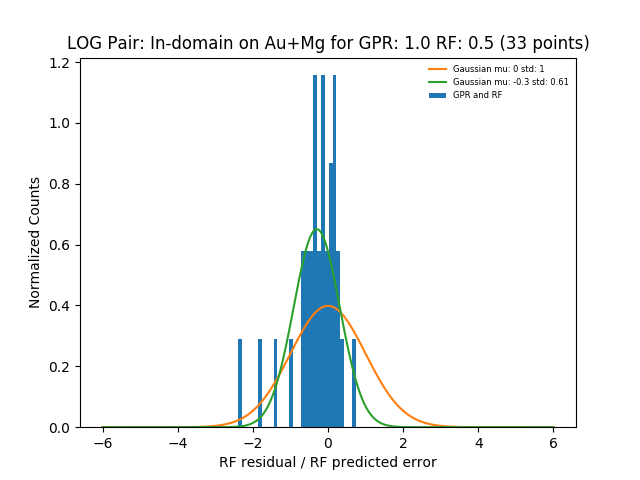 LOG Pair: In-domain on Au+Mg for GPR: 1.0 RF: 0.5 (33 points)
Gaussian mu: 0 std: 1
Gaussian mu: -0.3 std: 0.61
GPR and RF
Normalized Counts
1.2
1.0
0.8
0.6
0.4
0.2
0.0
−6 −4 −2 0 2 4 6
RF residual / RF predicted error